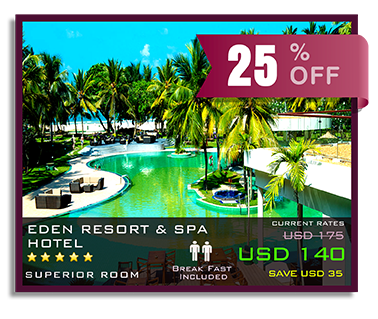 25 % OFF
EDEN RESORT & SPA
HOTEL
SUPERIOR ROOM
BREAK FAST
INCLUDED
CURRENT RATES
USD 175
USD 140
SAVE USD 35